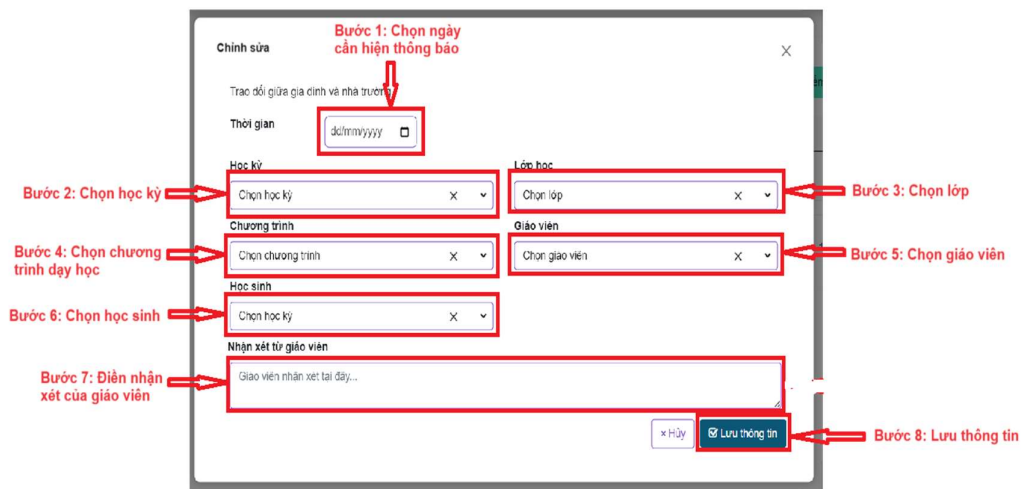 Bước 1: Chọn ngày
cần hiện thông báo
Chỉnh sửa
Trao đổi giữa gia đình và nhà trường
Thời gian
dd/mm/yyyy
Học kỳ
Lớp học
Bước 2: Chọn học kỳ
Chọn học kỳ
Chọn lớp
Bước 3: Chọn lớp
Chương trình
Giáo viên
Bước 4: Chọn chương
trình dạy học
Chọn chương trình
Chọn giáo viên
Bước 5: Chọn giáo viên
Học sinh
Bước 6: Chọn học sinh
Chọn học kỳ
Nhận xét từ giáo viên
Bước 7: Điền nhận
xét của giáo viên
Giáo viên nhận xét tại đây...
× Hủy
Lưu thông tin
Bước 8: Lưu thông tin